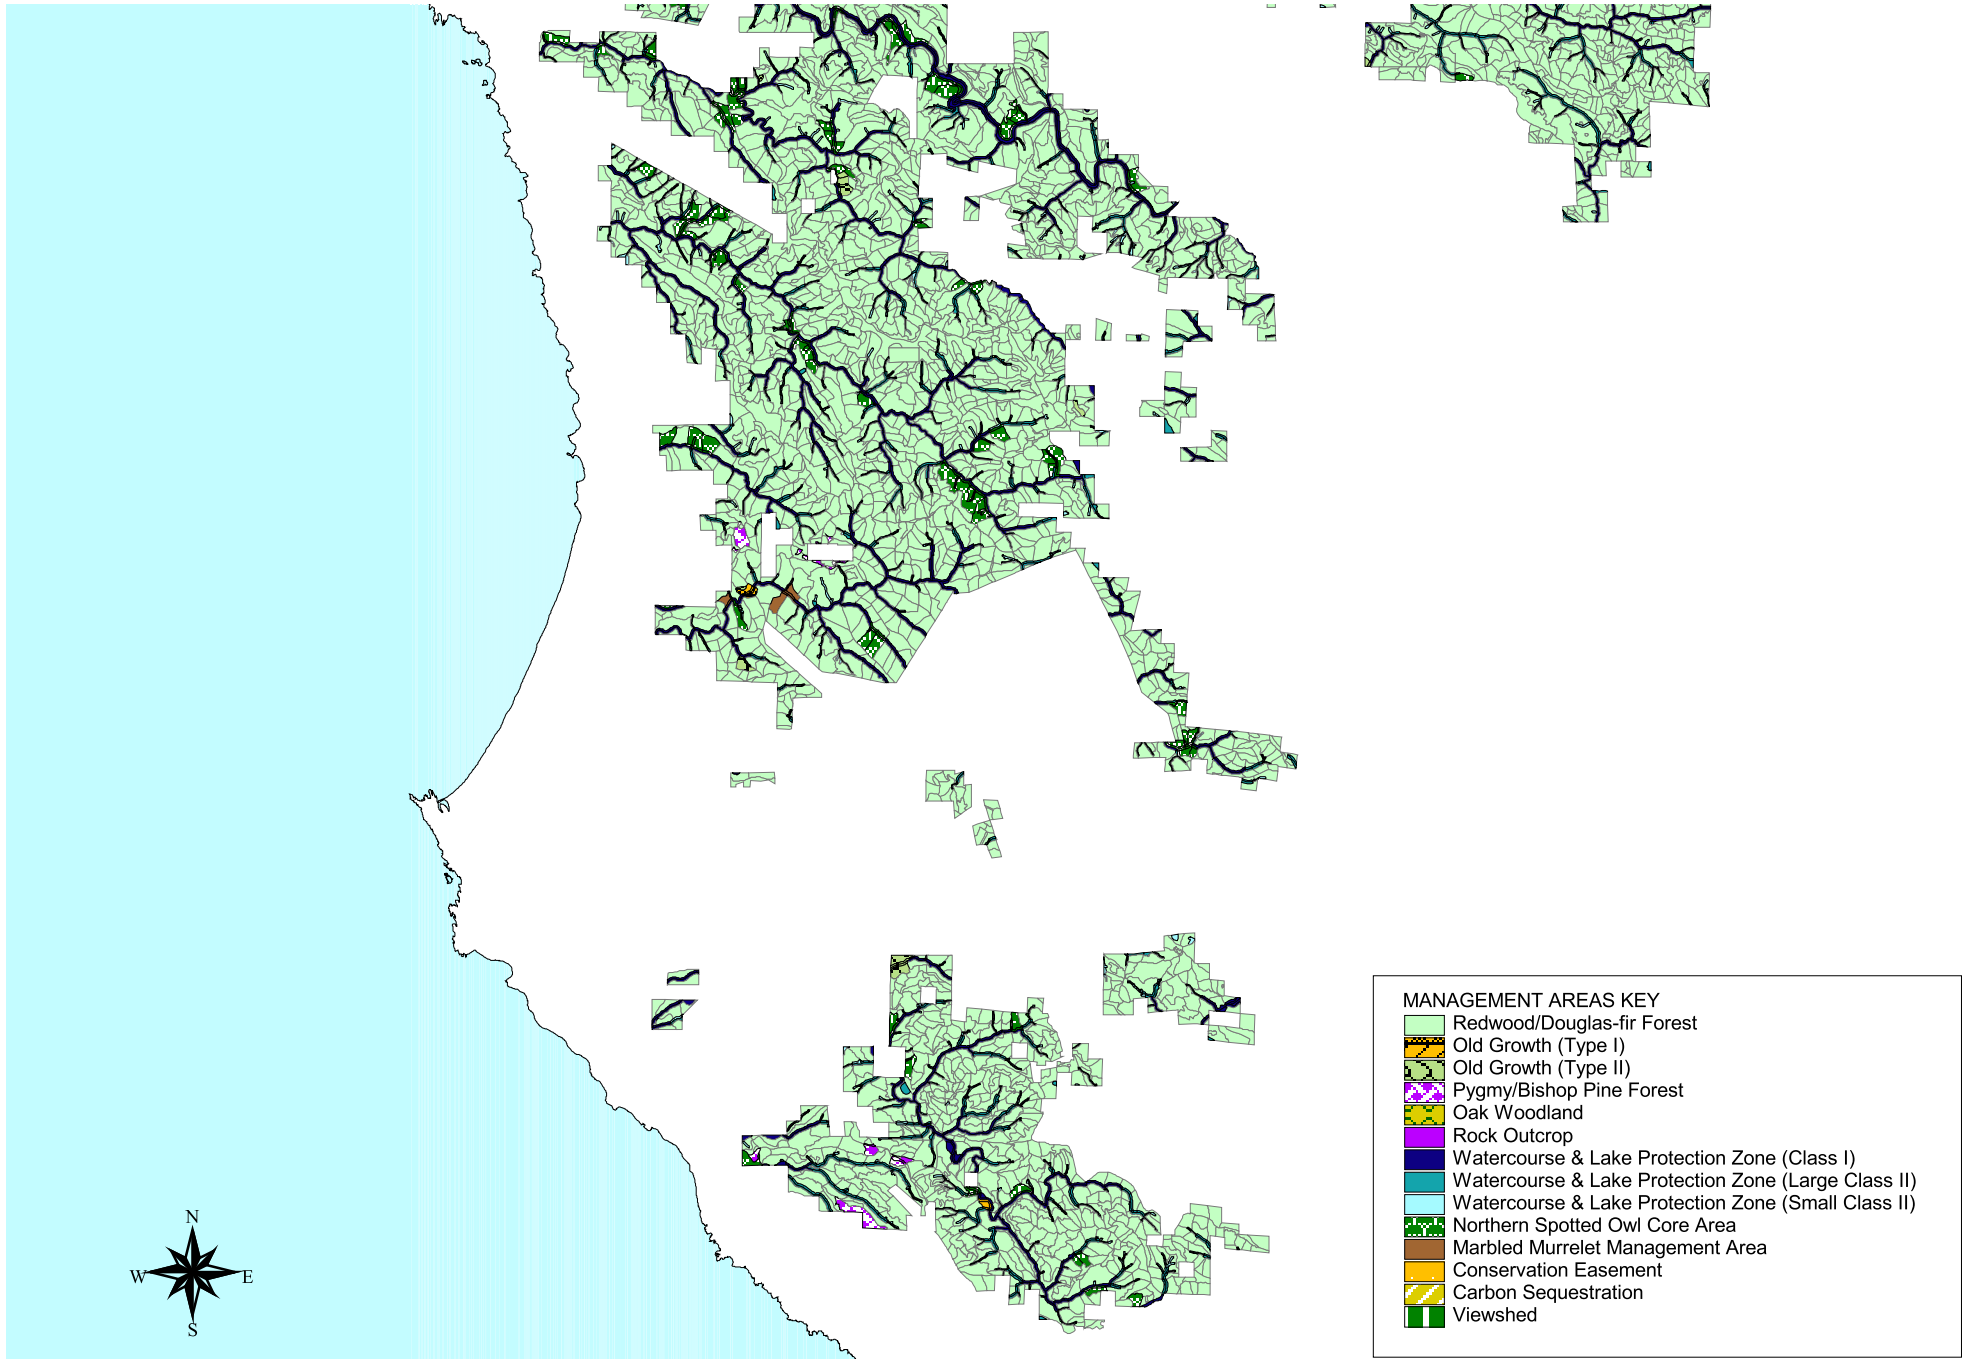 MANAGEMENT AREAS KEY
Redwood/Douglas-fir Forest
Old Growth (Type I)
Old Growth (Type II)
Pygmy/Bishop Pine Forest
Oak Woodland
Rock Outcrop
Watercourse & Lake Protection Zone (Class I)
Watercourse & Lake Protection Zone (Large Class II)
Watercourse & Lake Protection Zone (Small Class II)
Northern Spotted Owl Core Area
Marbled Murrelet Management Area
Conservation Easement
Carbon Sequestration
Viewshed
N
W E
S